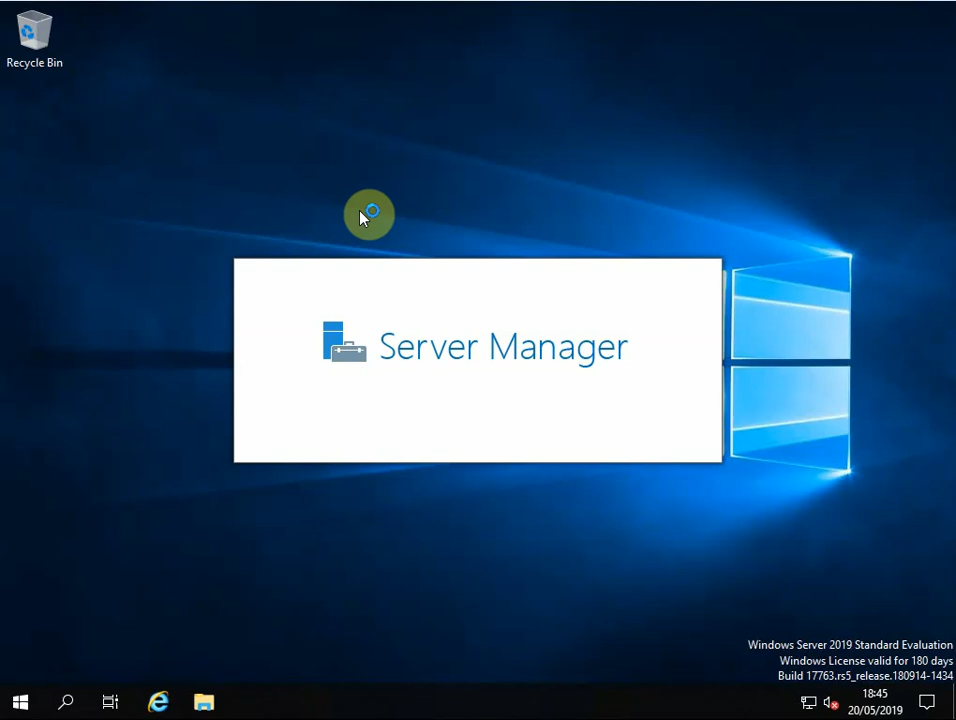 Recycle Bin
Server Manager
Windows Server 2019 Standard Evaluation
Windows License valid for 180 days
Build 17763.rs5_release.180914-1434
18:45
20/05/2019